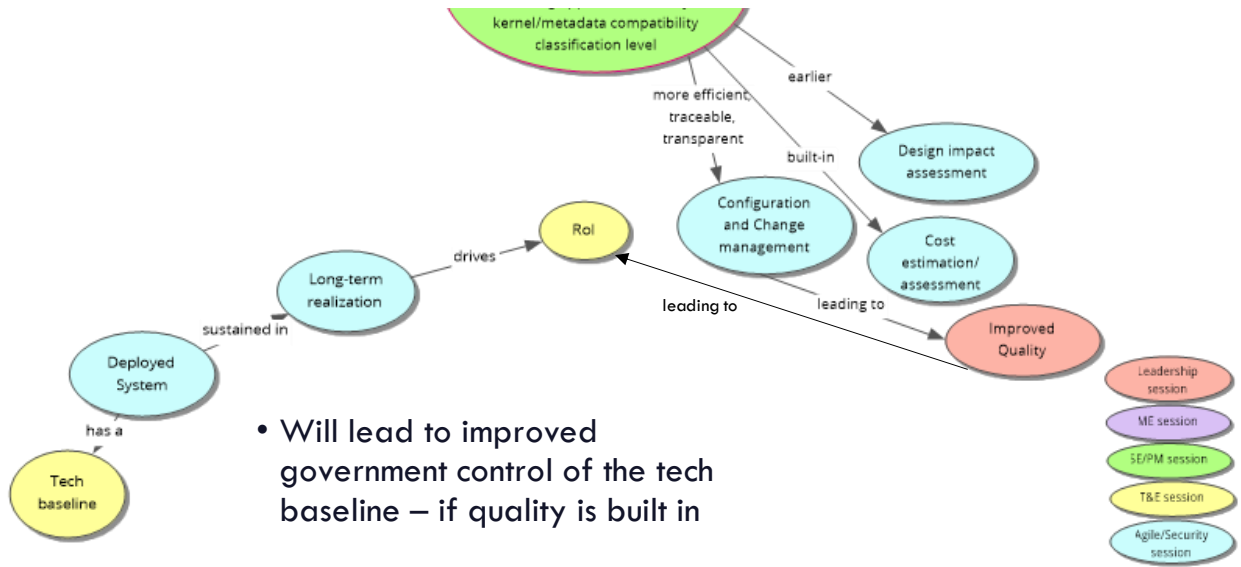 kernel/metadata compatibility
classification level
earlier
more efficient,
traceable,
transparent
built-in
Design impact
assessment
Configuration
and Change
management
Cost
estimation/
assessment
RoI
drives
Long-term
realization
leading to
leading to
sustained in
Improved
Quality
Deployed
System
has a
Tech
baseline
• Will lead to improved
government control of the tech
baseline – if quality is built in
Leadership
session
ME session
SE/PM session
T&E session
Agile/Security
session